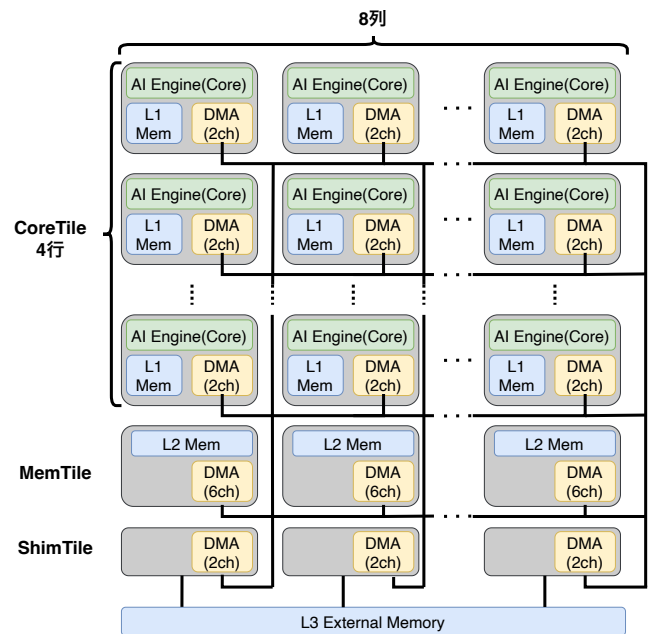 8列
AI Engine(Core)
L1
Mem
DMA
(2ch)
AI Engine(Core)
L1
Mem
DMA
(2ch)
AI Engine(Core)
L1
Mem
DMA
(2ch)
CoreTile
4行
AI Engine(Core)
L1
Mem
DMA
(2ch)
AI Engine(Core)
L1
Mem
DMA
(2ch)
AI Engine(Core)
L1
Mem
DMA
(2ch)
AI Engine(Core)
L1
Mem
DMA
(2ch)
AI Engine(Core)
L1
Mem
DMA
(2ch)
AI Engine(Core)
L1
Mem
DMA
(2ch)
MemTile
L2 Mem
DMA
(6ch)
L2 Mem
DMA
(6ch)
L2 Mem
DMA
(6ch)
ShimTile
DMA
(2ch)
DMA
(2ch)
DMA
(2ch)
L3 External Memory